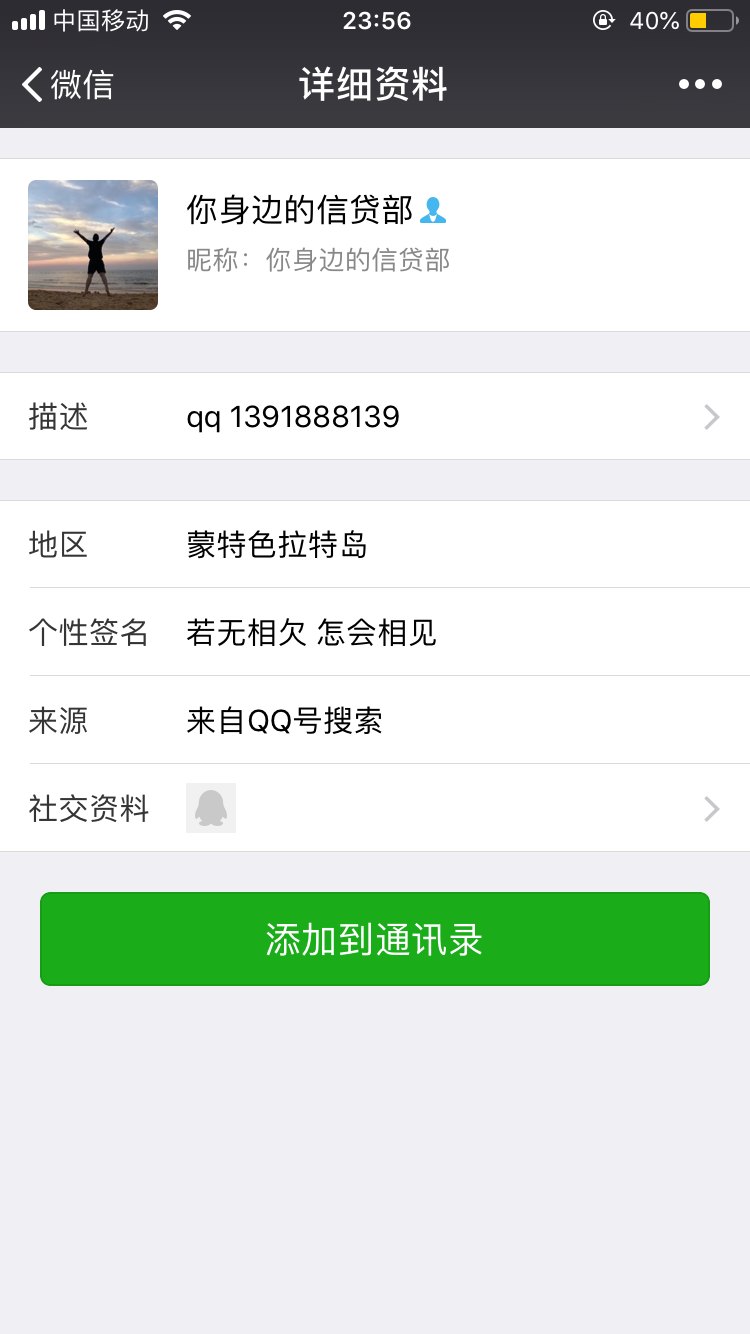 中国移动 23:56 40%
微信 详细资料
你身边的信贷部
昵称：你身边的信贷部
描述 qq 1391888139
地区 蒙特色拉特岛
个性签名 若无相欠 怎会相见
来源 来自QQ号搜索
社交资料
添加到通讯录